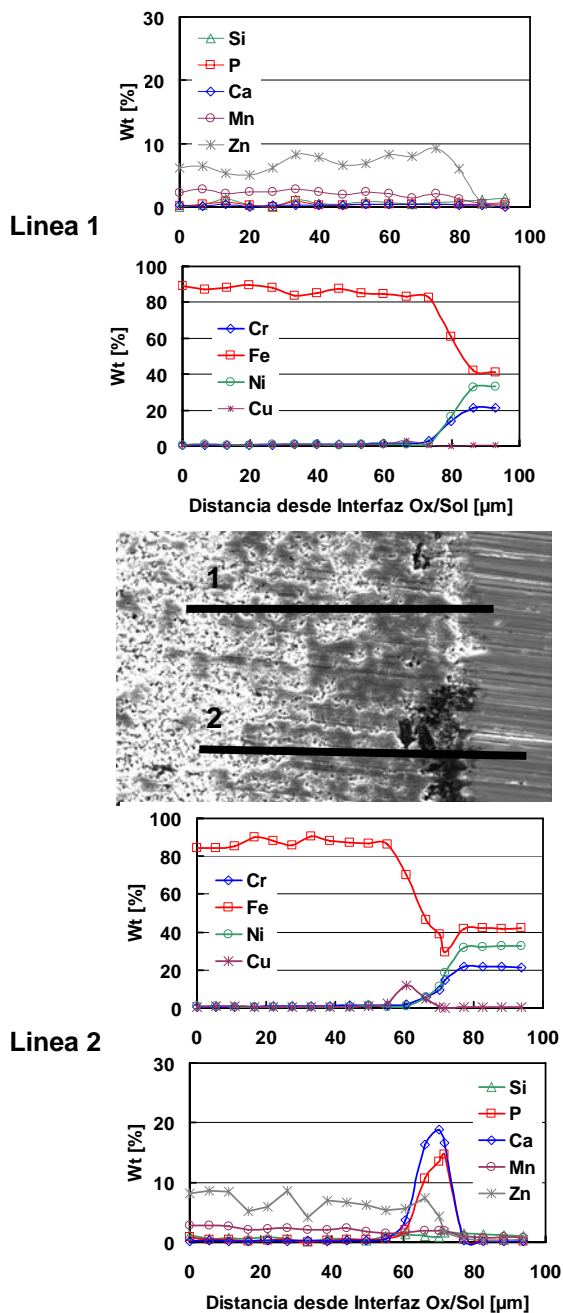 30
20
10
0
Wt [%]
Si
P
Ca
Mn
Zn
0 20 40 60 80 100
Linea 1
100
80
60
40
20
0
Wt [%]
Cr
Fe
Ni
Cu
0 20 40 60 80 100
Distancia desde Interfaz Ox/Sol [µm]
1
2
100
80
60
40
20
0
Wt [%]
Cr
Fe
Ni
Cu
0 20 40 60 80 100
Linea 2
30
20
10
0
Wt [%]
Si
P
Ca
Mn
Zn
0 20 40 60 80 100
Distancia desde Interfaz Ox/Sol [µm]